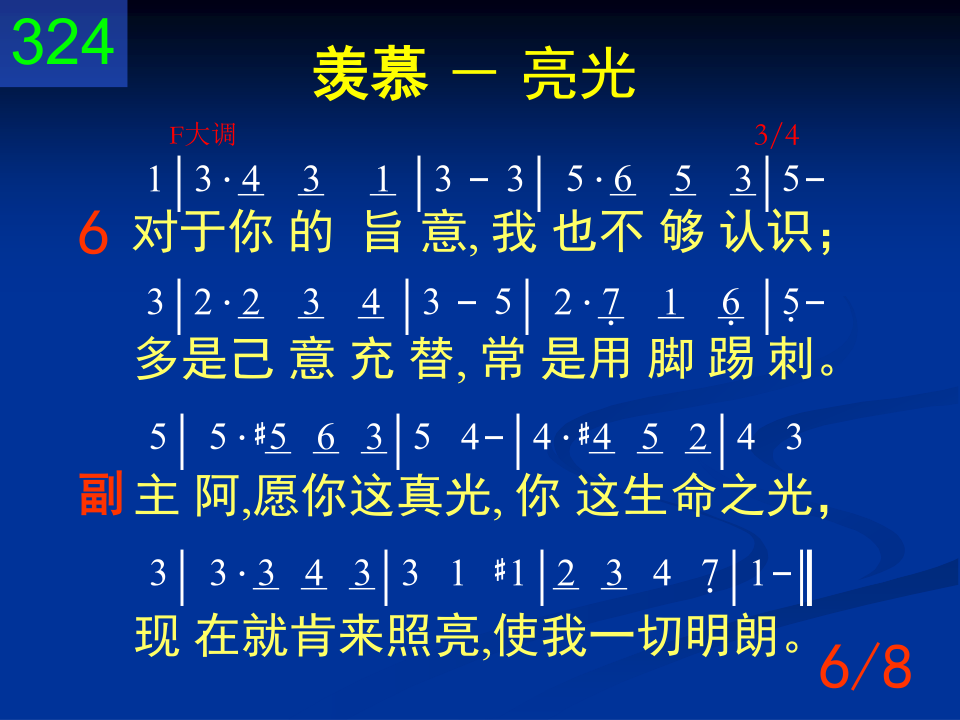 324
羡慕 － 亮光
F大调 3/4
1│3·4 3 1│3－3│5·6 5 3│5－
6 对于你的旨意,我也不够认识；
3│2·2 3 4│3－5│2·7̣ 1 6̣│5̣－
多是己意充替,常是用脚踢刺。
5│5·♯5 6 3│5 4－│4·♯4 5 2│4 3
副 主阿,愿你这真光,你这生命之光，
3│3·3 4 3│3 1 ♯1│2 3 4 7̣│1－‖
现在就肯来照亮,使我一切明朗。
6/8